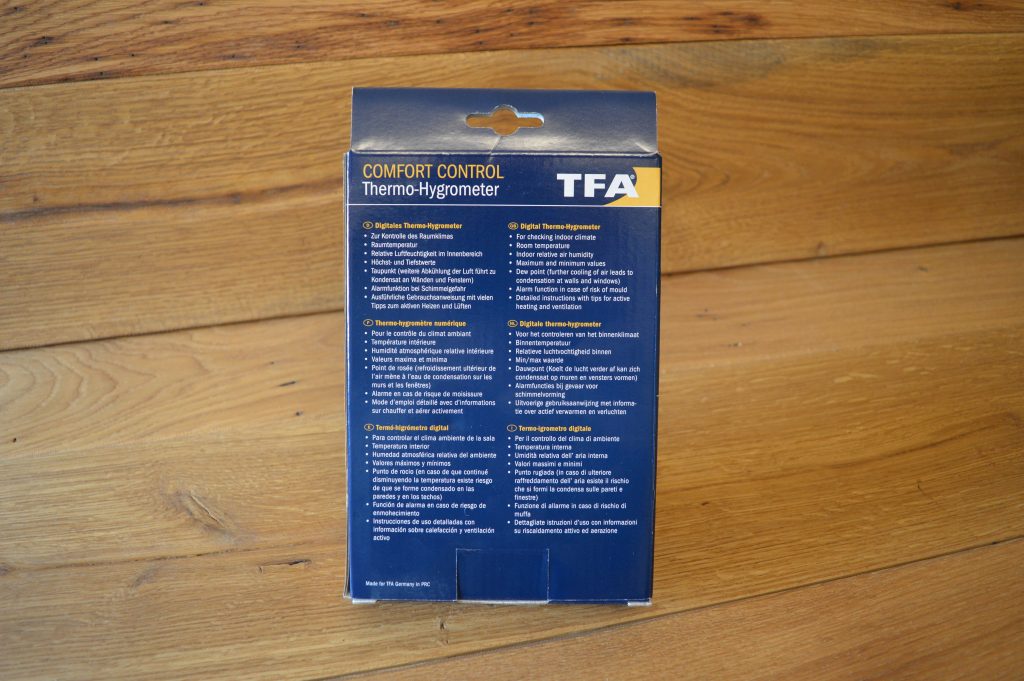 COMFORT CONTROL
Thermo-Hygrometer
TFA®
D Digitales Thermo-Hygrometer
• Zur Kontrolle des Raumklimas
• Raumtemperatur
• Relative Luftfeuchtigkeit im Innenbereich
• Höchst- und Tiefstwerte
• Taupunkt (weitere Abkühlung der Luft führt zu
Kondensat an Wänden und Fenstern)
• Alarmfunktion bei Schimmelgefahr
• Ausführliche Gebrauchsanweisung mit vielen
Tipps zum aktiven Heizen und Lüften
GB Digital Thermo-Hygrometer
• For checking indoor climate
• Room temperature
• Indoor relative air humidity
• Maximum and minimum values
• Dew point (further cooling of air leads to
condensation at walls and windows)
• Alarm function in case of risk of mould
• Detailed instructions with tips for active
heating and ventilation
F Thermo-hygromètre numérique
• Pour le contrôle du climat ambiant
• Température intérieure
• Humidité atmosphérique relative intérieure
• Valeurs maxima et minima
• Point de rosée (refroidissement ultérieur de
l'air mène à l'eau de condensation sur les
murs et les fenêtres)
• Alarme en cas de risque de moisissure
• Mode d'emploi détaillé avec d'informations
sur chauffer et aérer activement
NL Digitale thermo-hygrometer
• Voor het controleren van het binnenklimaat
• Binnentemperatuur
• Relatieve luchtvochtigheid binnen
• Min/max waarde
• Dauwpunt (Koelt de lucht verder af kan zich
condensaat op muren en vensters vormen)
• Alarmfuncties bij gevaar voor
schimmelvorming
• Uitvoerige gebruiksaanwijzing met informa-
tie over actief verwarmen en verluchten
E Termo-higrómetro digital
• Para controlar el clima ambiente de la sala
• Temperatura interior
• Humedad atmosférica relativa del ambiente
• Valores máximos y mínimos
• Punto de rocio (en caso de que continué
disminuyendo la temperatura existe riesgo
de que se forme condensado en las
paredes y en los techos)
• Función de alarma en caso de riesgo de
enmohecimiento
• Instrucciones de uso detalladas con
información sobre calefacción y ventilación
activo
I Termo-igrometro digitale
• Per il controllo del clima di ambiente
• Temperatura interna
• Umidità relativa dell' aria interna
• Valori massimi e minimi
• Punto rugiada (in caso di ulteriore
raffreddamento dell' aria esiste il rischio
che si formi la condensa sulle pareti e
finestre)
• Funzione di allarme in caso di rischio di
muffa
• Dettagliate istruzioni d'uso con informazioni
su riscaldamento attivo ed aerazione
Made for TFA Germany in PRC